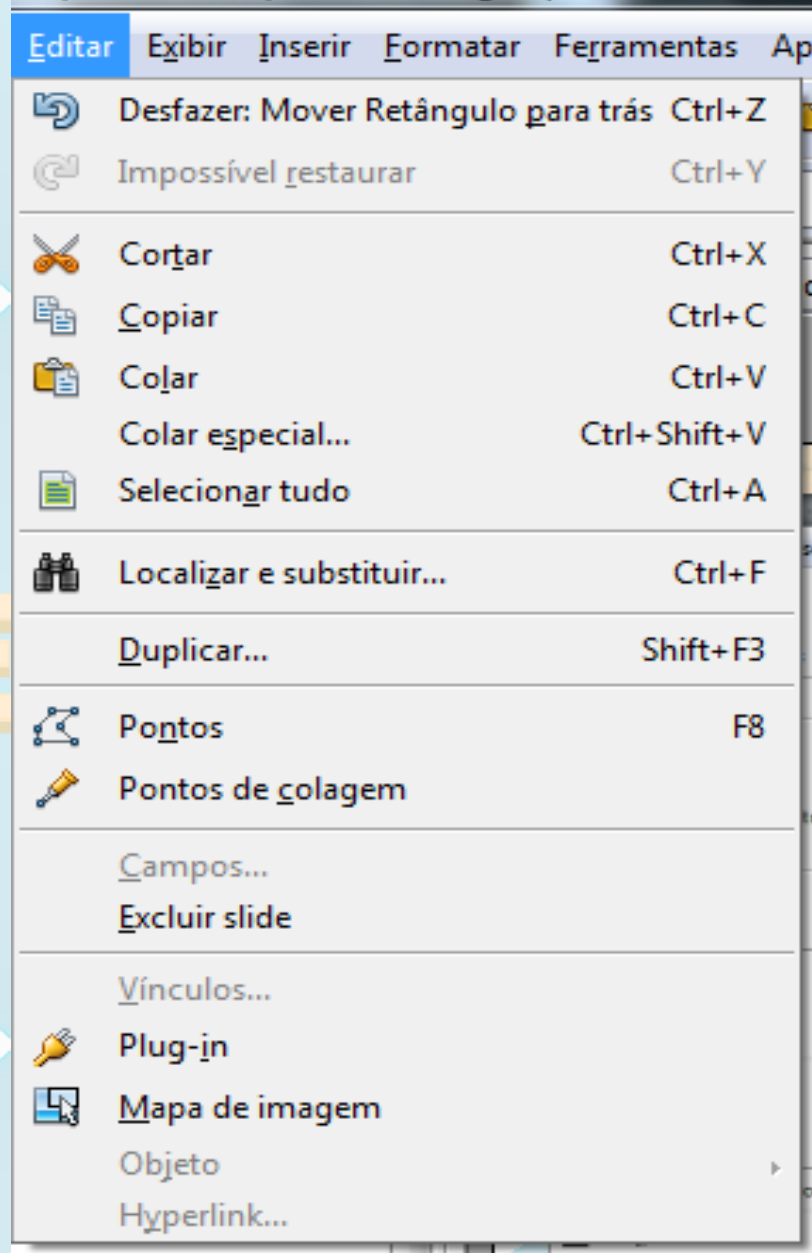 Editar Exibir Inserir Formatar Ferramentas Ap
Desfazer: Mover Retângulo para trás Ctrl+Z
Impossível restaurar Ctrl+Y
Cortar Ctrl+X
Copiar Ctrl+C
Colar Ctrl+V
Colar especial... Ctrl+Shift+V
Selecionar tudo Ctrl+A
Localizar e substituir... Ctrl+F
Duplicar... Shift+F3
Pontos F8
Pontos de colagem
Campos...
Excluir slide
Vínculos...
Plug-in
Mapa de imagem
Objeto
Hyperlink...